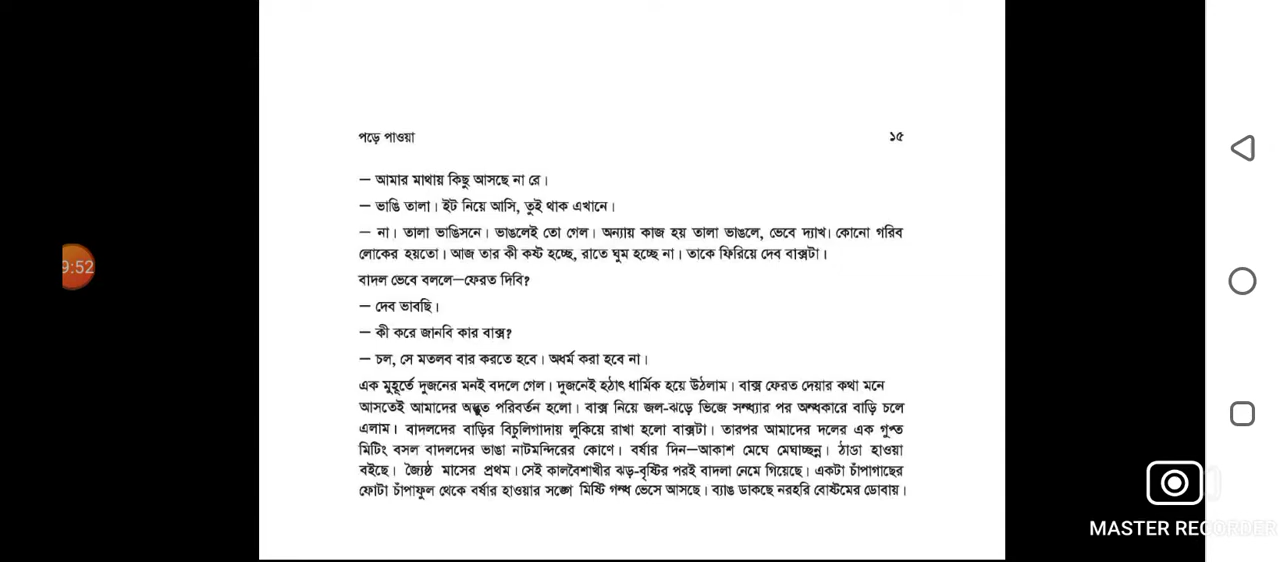 পড়ে পাওয়া ১৫
— আমার মাথায় কিছু আসছে না রে।
— ভাঙি তালা। ইট নিয়ে আসি, তুই থাক এখানে।
— না। তালা ভাঙিসনে। ভাঙলেই তো গেল। অন্যায় কাজ হয় তালা ভাঙলে, ভেবে দ্যাখ। কোনো গরিব
লোকের হয়তো। আজ তার কী কষ্ট হচ্ছে, রাতে ঘুম হচ্ছে না। তাকে ফিরিয়ে দেব বাক্সটা।
বাদল ভেবে বললে—ফেরত দিবি?
— দেব ভাবছি।
— কী করে জানবি কার বাক্স?
— চল, সে মতলব বার করতে হবে। অধর্ম করা হবে না।
এক মুহূর্তে দুজনের মনই বদলে গেল। দুজনেই হঠাৎ ধার্মিক হয়ে উঠলাম। বাক্স ফেরত দেয়ার কথা মনে
আসতেই আমাদের অদ্ভুত পরিবর্তন হলো। বাক্স নিয়ে জল-ঝড়ে ভিজে সন্ধ্যার পর অন্ধকারে বাড়ি চলে
এলাম। বাদলদের বাড়ির বিচুলিগাদায় লুকিয়ে রাখা হলো বাক্সটা। তারপর আমাদের দলের এক গুপ্ত
মিটিং বসল বাদলদের ভাঙা নাটমন্দিরের কোণে। বর্ষার দিন—আকাশ মেঘে মেঘাচ্ছন্ন। ঠাণ্ডা হাওয়া
বইছে। জ্যৈষ্ঠ মাসের প্রথম। সেই কালবৈশাখীর ঝড়-বৃষ্টির পরই বাদলা নেমে গিয়েছে। একটা চাঁপাগাছের
ফোটা চাঁপাফুল থেকে বর্ষার হাওয়ার সঙ্গে মিষ্টি গন্ধ ভেসে আসছে। ব্যাঙ ডাকছে নরহরি বোষ্টমের ডোবায়।
9:52
MASTER RECORDER